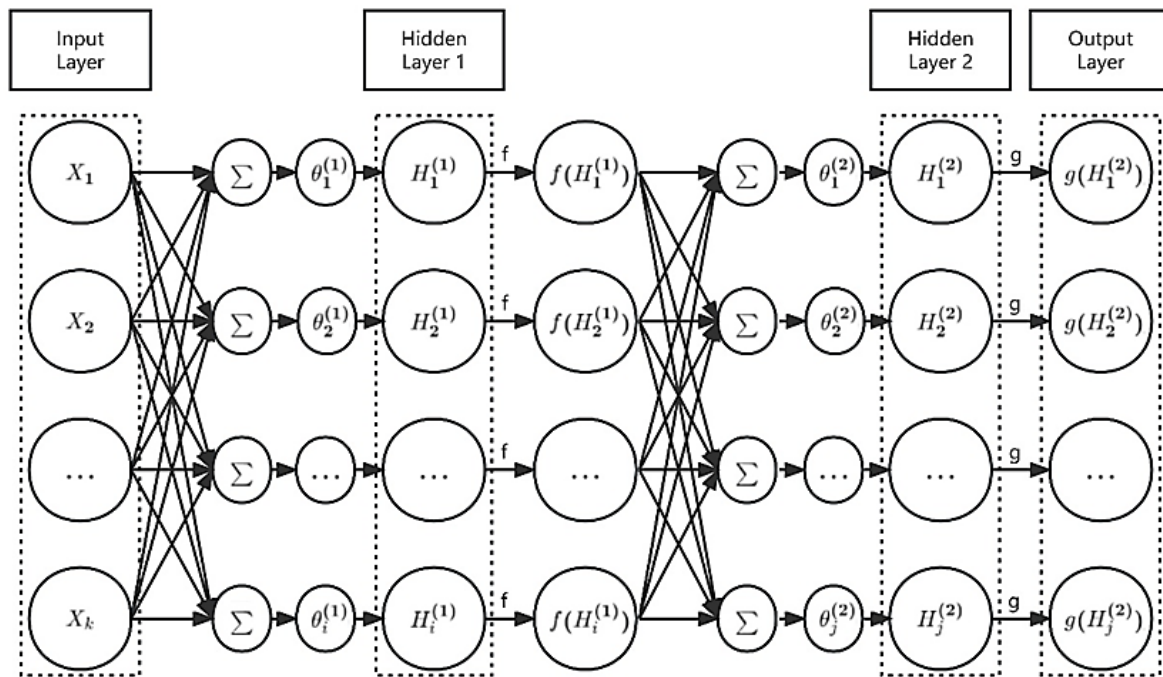 Input
Layer
Hidden
Layer 1
Hidden
Layer 2
Output
Layer
X₁ ∑ θ₁⁽¹⁾ H₁⁽¹⁾ f f(H₁⁽¹⁾) ∑ θ₁⁽²⁾ H₁⁽²⁾ g g(H₁⁽²⁾)
X₂ ∑ θ₂⁽¹⁾ H₂⁽¹⁾ f f(H₂⁽¹⁾) ∑ θ₂⁽²⁾ H₂⁽²⁾ g g(H₂⁽²⁾)
... ∑ ... ... f ... ∑ ... ... g ...
Xₖ ∑ θᵢ⁽¹⁾ Hᵢ⁽¹⁾ f f(Hᵢ⁽¹⁾) ∑ θⱼ⁽²⁾ Hⱼ⁽²⁾ g g(Hⱼ⁽²⁾)